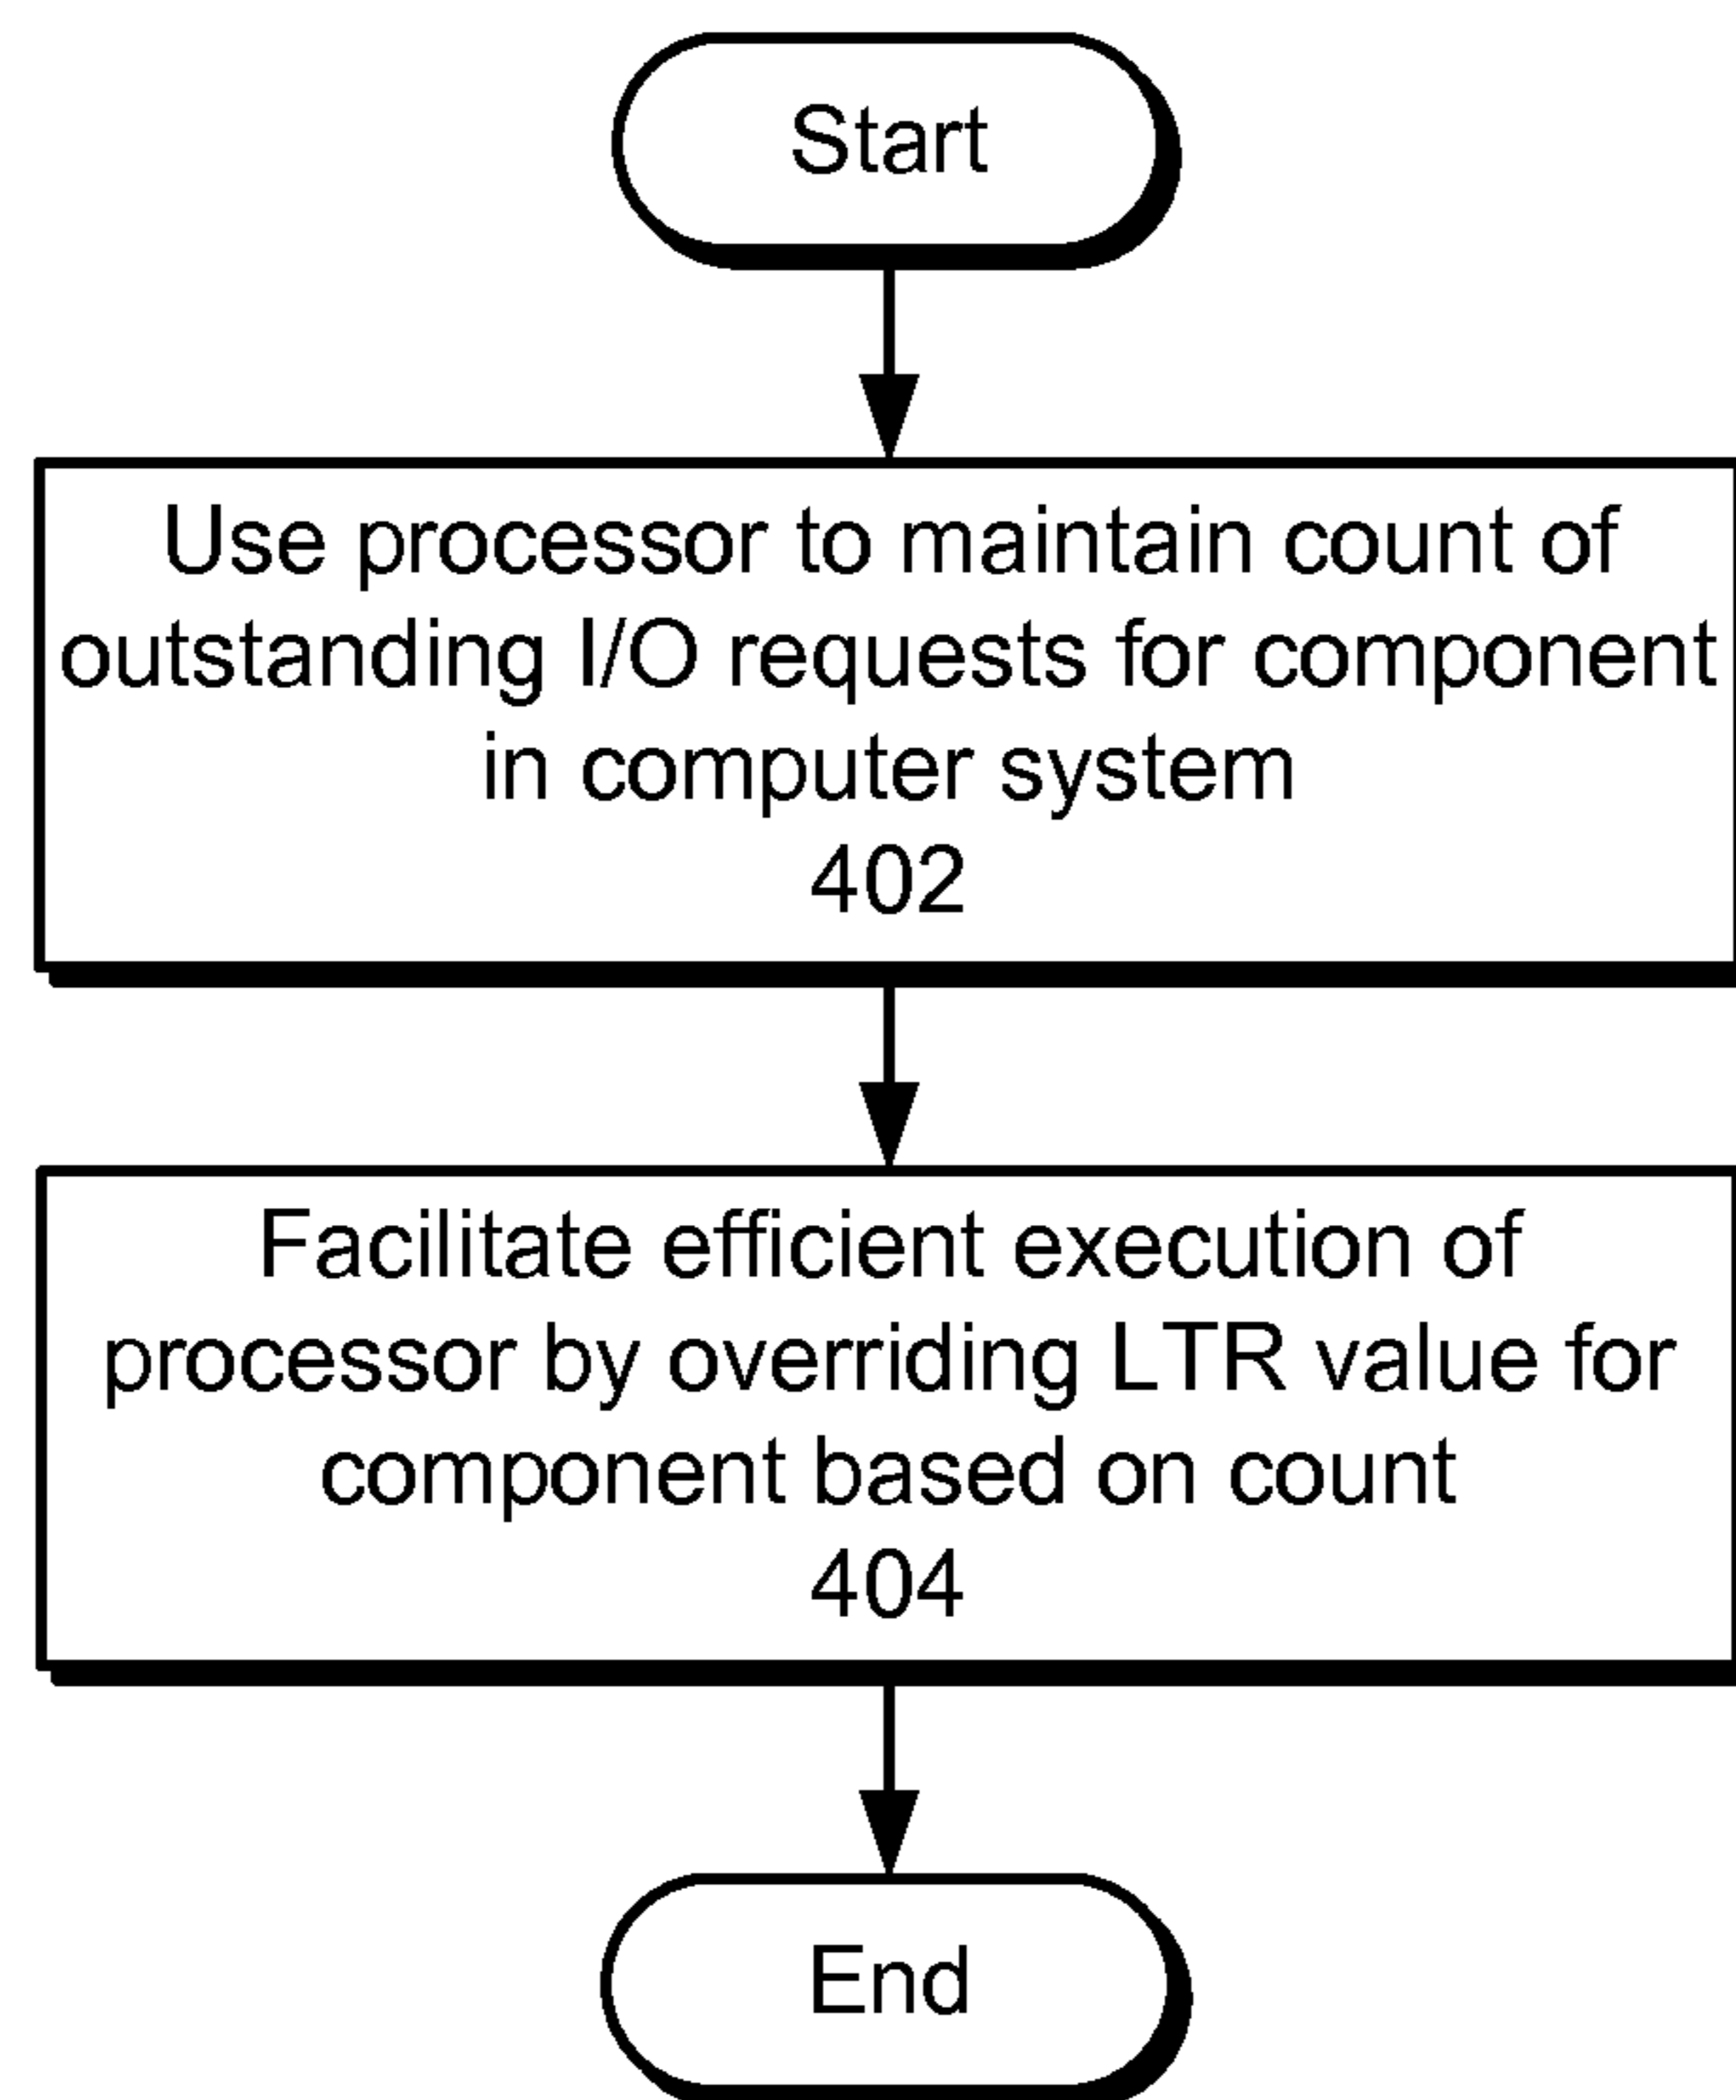 Start
Use processor to maintain count of
outstanding I/O requests for component
in computer system
402
Facilitate efficient execution of
processor by overriding LTR value for
component based on count
404
End